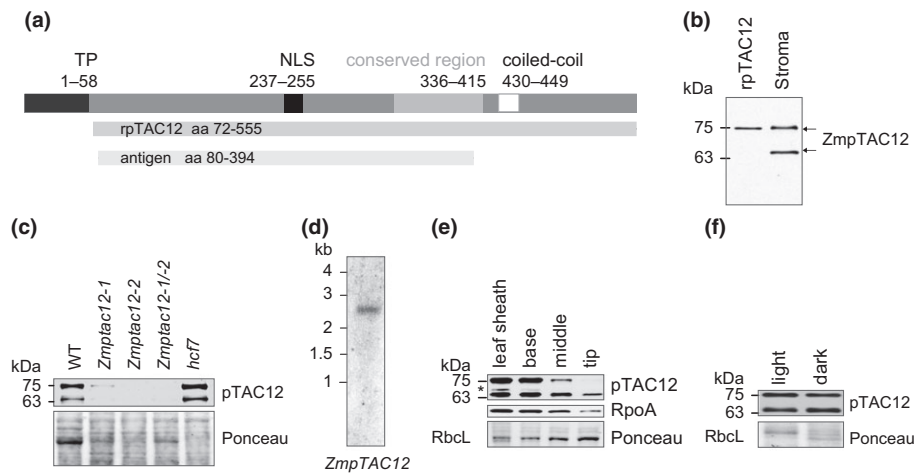 (a)
TP
1–58
NLS
237–255
conserved region
336–415
coiled-coil
430–449
rpTAC12 aa 72-555
antigen aa 80-394
(b)
rpTAC12
Stroma
kDa
75
63
ZmpTAC12
(c)
WT
Zmptac12-1
Zmptac12-2
Zmptac12-1/-2
hcf7
kDa
75
63
pTAC12
Ponceau
(d)
kb
4
3
2
1.5
1
ZmpTAC12
(e)
leaf sheath
base
middle
tip
kDa
75
*
63
pTAC12
RpoA
RbcL
Ponceau
(f)
light
dark
kDa
75
63
pTAC12
RbcL
Ponceau